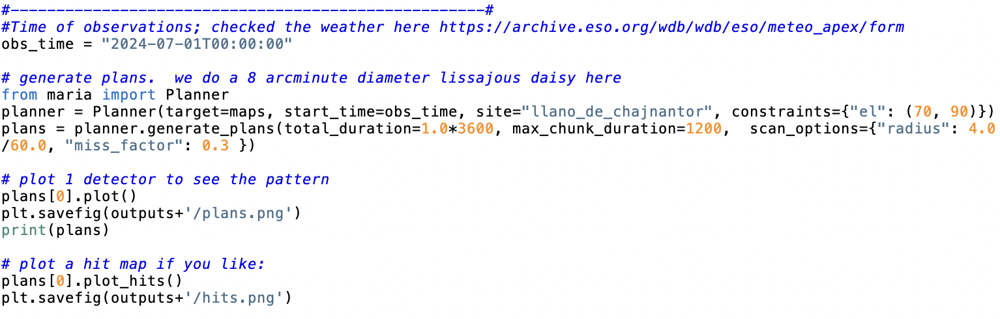 #----------------------------------------------------#
#Time of observations; checked the weather here https://archive.eso.org/wdb/wdb/eso/meteo_apex/form
obs_time = "2024-07-01T00:00:00"
# generate plans.  we do a 8 arcminute diameter lissajous daisy here
from maria import Planner
planner = Planner(target=maps, start_time=obs_time, site="llano_de_chajnantor", constraints={"el": (70, 90)})
plans = planner.generate_plans(total_duration=1.0*3600, max_chunk_duration=1200,  scan_options={"radius": 4.0
/60.0, "miss_factor": 0.3 })
# plot 1 detector to see the pattern
plans[0].plot()
plt.savefig(outputs+'/plans.png')
print(plans)
# plot a hit map if you like:
plans[0].plot_hits()
plt.savefig(outputs+'/hits.png')